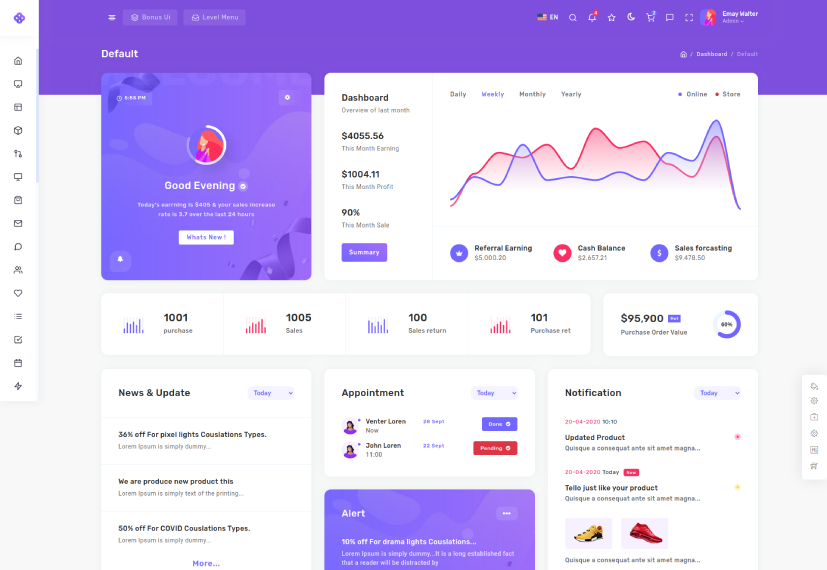 Bonus Ui
Level Menu
EN
4
Emay Walter
Admin
Default
/ Dashboard / Default
5:56 PM
Good Evening
Today's earrning is $405 & your sales increase
rate is 3.7 over the last 24 hours
Whats New !
Dashboard
Overview of last month
$4055.56
This Month Earning
$1004.11
This Month Profit
90%
This Month Sale
Summary
Daily
Weekly
Monthly
Yearly
Online
Store
Referral Earning
$5,000.20
Cash Balance
$2,657.21
Sales forcasting
$9,478.50
1001
purchase
1005
Sales
100
Sales return
101
Purchase ret
$95,900 Hot
Purchase Order Value
60%
News & Update
Today
36% off For pixel lights Couslations Types.
Lorem Ipsum is simply dummy...
We are produce new product this
Lorem Ipsum is simply text of the printing...
50% off For COVID Couslations Types.
Lorem Ipsum is simply dummy...
More...
Appointment
Today
Venter Loren
Now
28 Sept
Done
John Loren
11:00
22 Sept
Pending
Alert
10% off For drama lights Couslations...
Lorem Ipsum is simply dummy...It is a long established fact
that a reader will be distracted by
Notification
Today
20-04-2020 10:10
Updated Product
Quisque a consequat ante sit amet magna...
20-04-2020 Today New
Tello just like your product
Quisque a consequat ante sit amet magna...
Quisque a consequat ante sit amet magna...